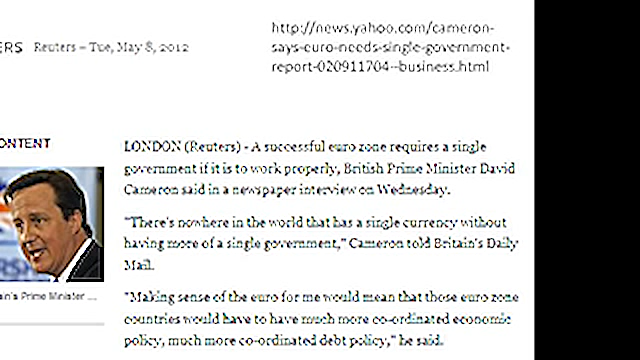 http://news.yahoo.com/cameron-
says-euro-needs-single-government-
report-020911704--business.html
ERS Reuters – Tue, May 8, 2012
ONTENT
LONDON (Reuters) - A successful euro zone requires a single
government if it is to work properly, British Prime Minister David
Cameron said in a newspaper interview on Wednesday.
"There's nowhere in the world that has a single currency without
having more of a single government," Cameron told Britain's Daily
Mail.
ain's Prime Minister ...
"Making sense of the euro for me would mean that those euro zone
countries would have to have much more co-ordinated economic
policy, much more co-ordinated debt policy," he said.